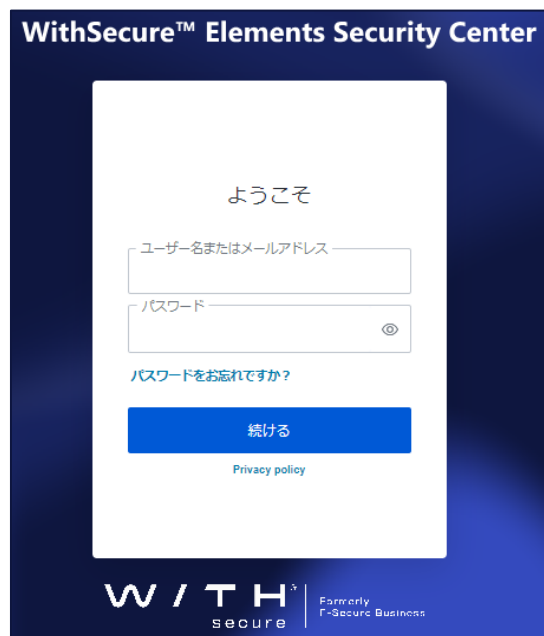 WithSecure™ Elements Security Center
ようこそ
ユーザー名またはメールアドレス
パスワード
パスワードをお忘れですか？
続ける
Privacy policy
W / T H
secure
Formerly
F-Secure Business